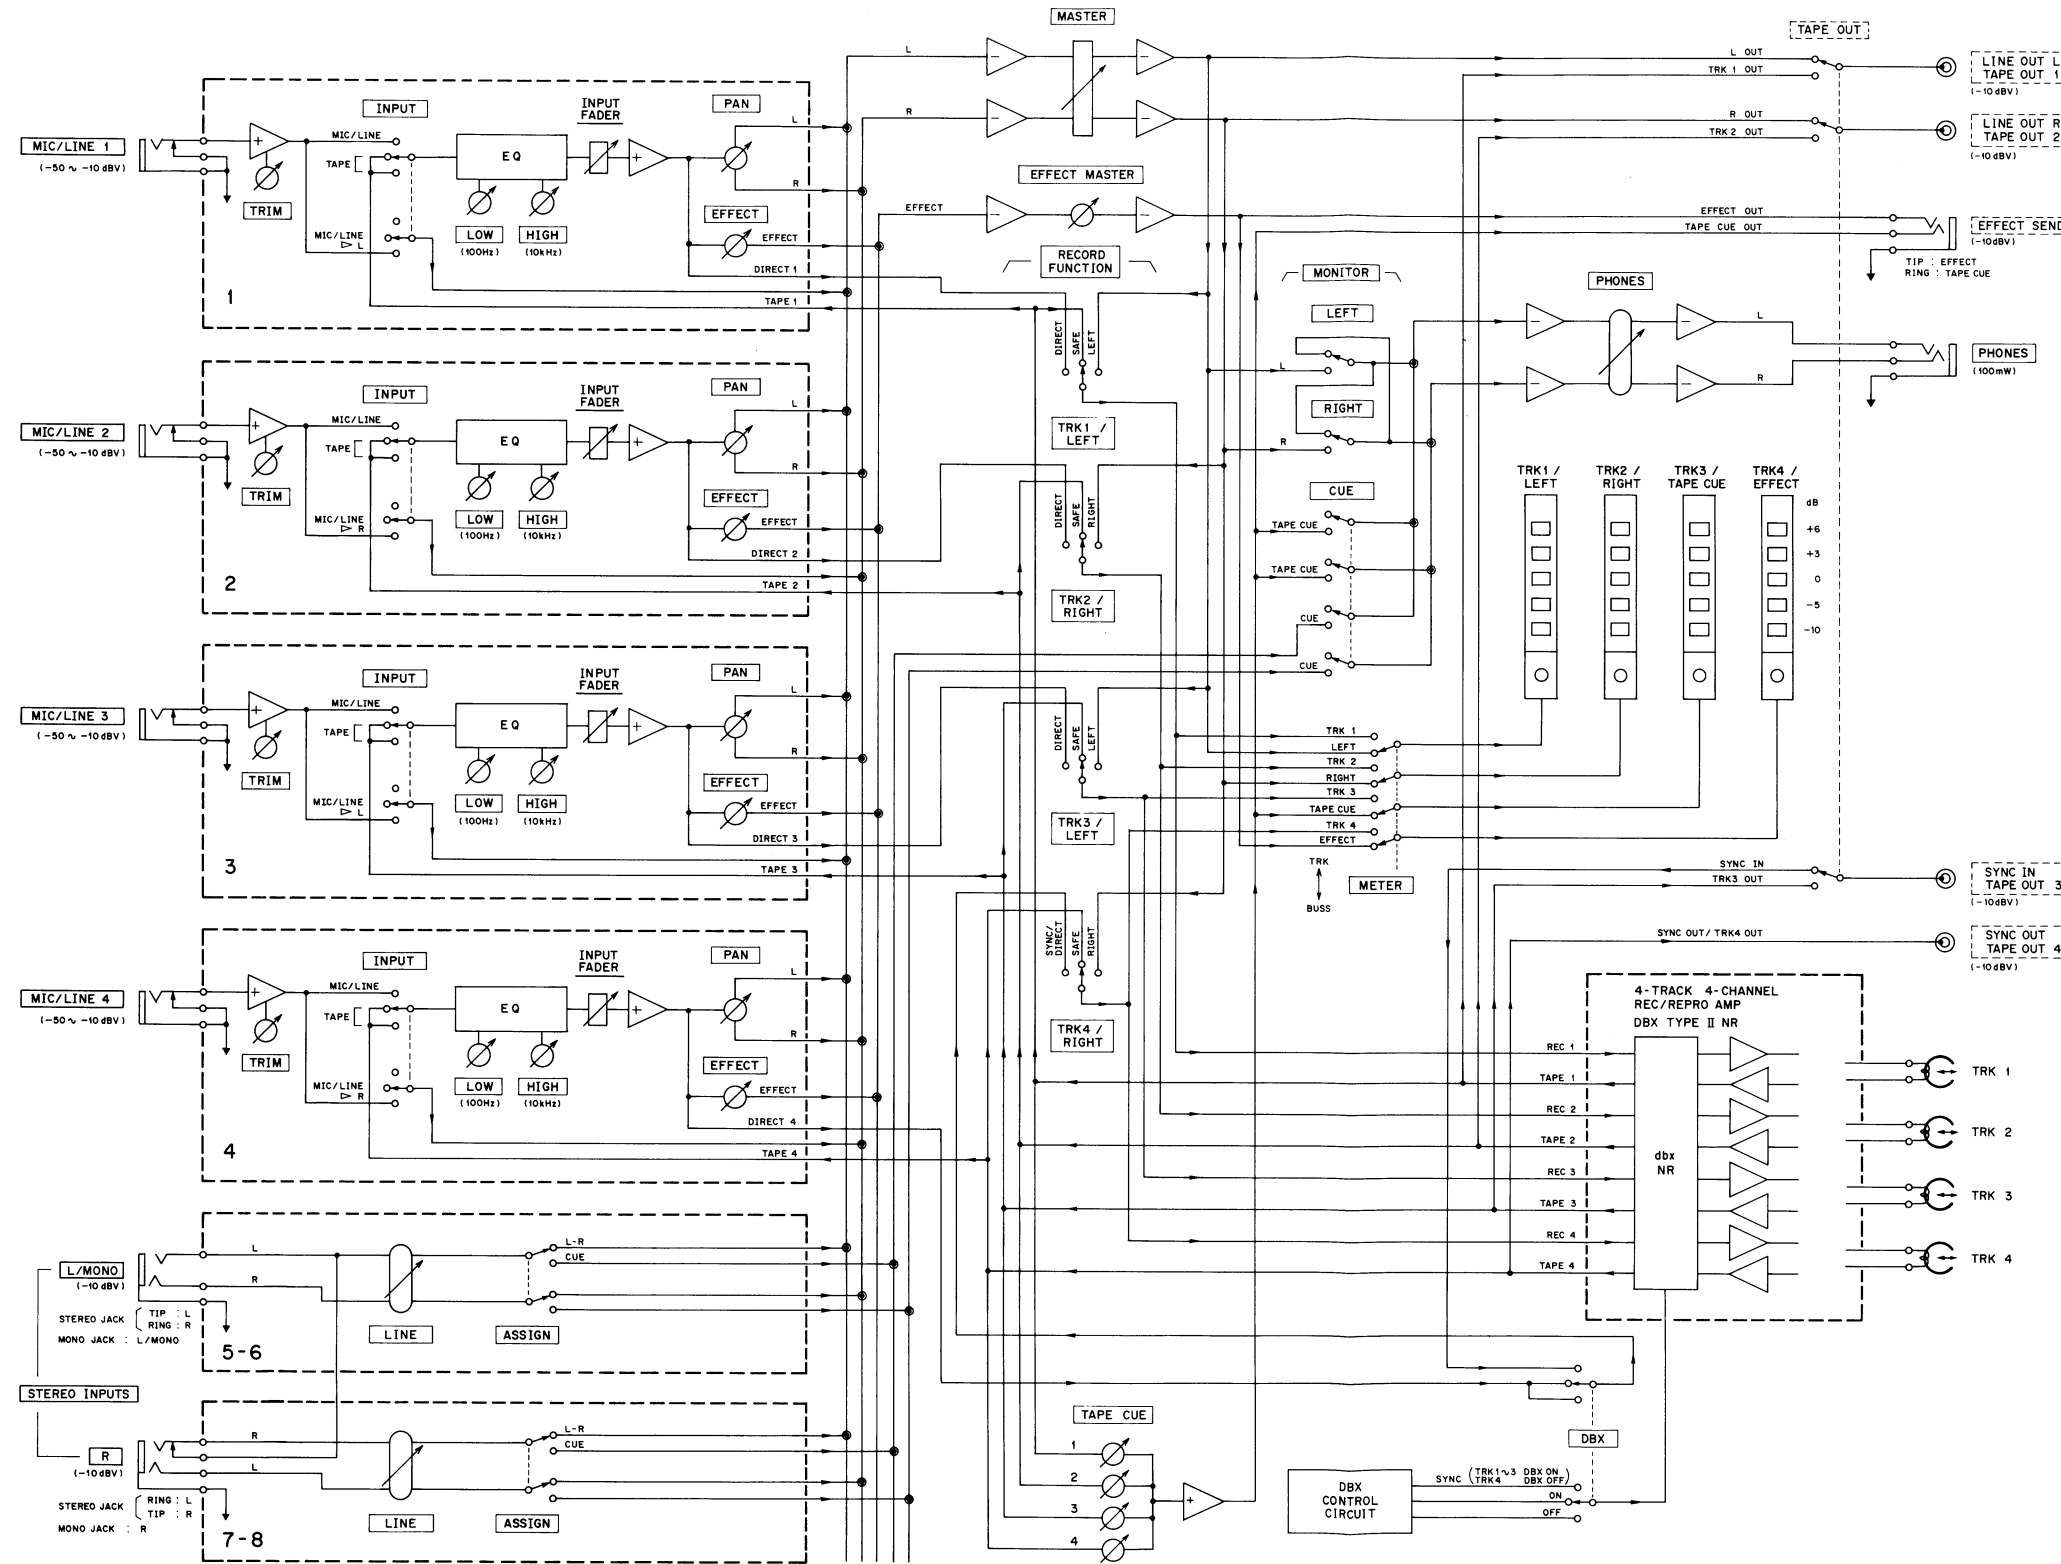 MASTER
TAPE OUT
L
L OUT
TRK 1 OUT
LINE OUT L
TAPE OUT 1
(-10 dBV)
R
R OUT
TRK 2 OUT
LINE OUT R
TAPE OUT 2
(-10 dBV)
EFFECT MASTER
EFFECT
EFFECT OUT
TAPE CUE OUT
EFFECT SEND
(-10dBV)
TIP : EFFECT
RING : TAPE CUE
MIC/LINE 1
(-50 ~ -10 dBV)
TRIM
INPUT
MIC/LINE
TAPE
MIC/LINE
▷ L
EQ
LOW
(100Hz)
HIGH
(10kHz)
INPUT
FADER
PAN
L
R
EFFECT
EFFECT
DIRECT 1
TAPE 1
1
MIC/LINE 2
(-50 ~ -10 dBV)
TRIM
INPUT
MIC/LINE
TAPE
MIC/LINE
▷ R
EQ
LOW
(100Hz)
HIGH
(10kHz)
INPUT
FADER
PAN
L
R
EFFECT
EFFECT
DIRECT 2
TAPE 2
2
MIC/LINE 3
(-50 ~ -10 dBV)
TRIM
INPUT
MIC/LINE
TAPE
MIC/LINE
▷ L
EQ
LOW
(100Hz)
HIGH
(10kHz)
INPUT
FADER
PAN
L
R
EFFECT
EFFECT
DIRECT 3
TAPE 3
3
MIC/LINE 4
(-50 ~ -10 dBV)
TRIM
INPUT
MIC/LINE
TAPE
MIC/LINE
▷ R
EQ
LOW
(100Hz)
HIGH
(10kHz)
INPUT
FADER
PAN
L
R
EFFECT
EFFECT
DIRECT 4
TAPE 4
4
L/MONO
(-10 dBV)
STEREO JACK
TIP : L
RING : R
MONO JACK : L/MONO
L
R
LINE
ASSIGN
L-R
CUE
5-6
STEREO INPUTS
R
(-10 dBV)
STEREO JACK
RING : L
TIP : R
MONO JACK : R
R
L
LINE
ASSIGN
L-R
CUE
7-8
RECORD
FUNCTION
DIRECT
SAFE
LEFT
TRK1 /
LEFT
DIRECT
SAFE
RIGHT
TRK2 /
RIGHT
DIRECT
SAFE
LEFT
TRK3 /
LEFT
SYNC/
DIRECT
SAFE
RIGHT
TRK4 /
RIGHT
MONITOR
LEFT
L
RIGHT
R
CUE
TAPE CUE
TAPE CUE
CUE
CUE
PHONES
L
R
PHONES
(100mW)
TRK1 /
LEFT
TRK2 /
RIGHT
TRK3 /
TAPE CUE
TRK4 /
EFFECT
dB
+6
+3
0
-5
-10
TRK 1
LEFT
TRK 2
RIGHT
TRK 3
TAPE CUE
TRK 4
EFFECT
TRK
BUSS
METER
SYNC IN
TRK3 OUT
SYNC IN
TAPE OUT 3
(-10dBV)
SYNC OUT/ TRK4 OUT
SYNC OUT
TAPE OUT 4
(-10dBV)
4-TRACK 4-CHANNEL
REC/REPRO AMP
DBX TYPE II NR
REC 1
TAPE 1
REC 2
TAPE 2
REC 3
TAPE 3
REC 4
TAPE 4
dbx
NR
TRK 1
TRK 2
TRK 3
TRK 4
TAPE CUE
1
2
3
4
DBX
DBX
CONTROL
CIRCUIT
SYNC (TRK1~3 DBX ON
TRK4 DBX OFF)
ON
OFF